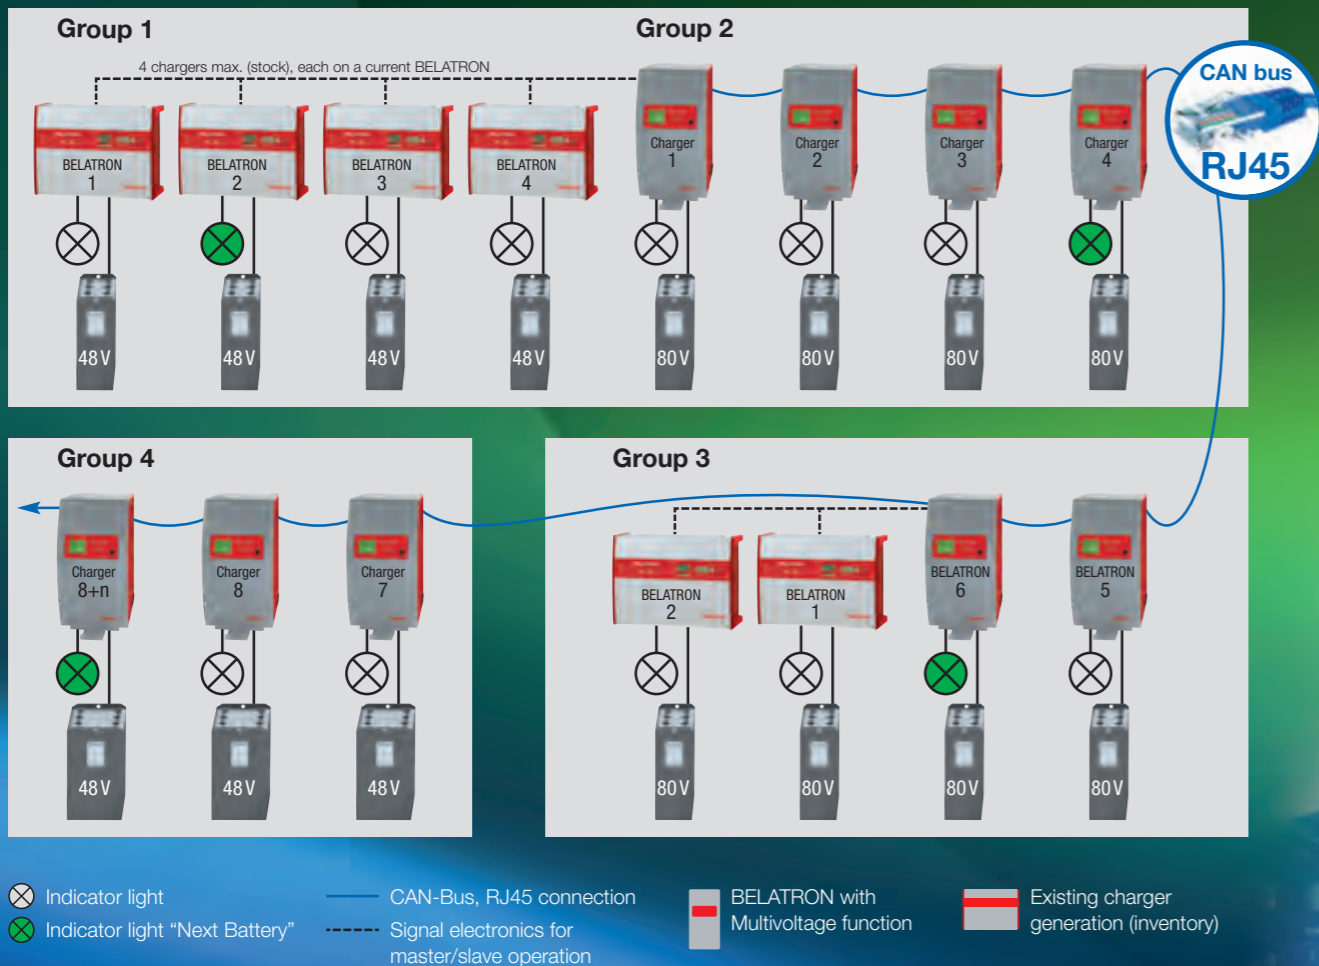 Group 1
Group 2
4 chargers max. (stock), each on a current BELATRON
CAN bus
RJ45
BELATRON
1
BELATRON
2
BELATRON
3
BELATRON
4
Charger
1
Charger
2
Charger
3
Charger
4
48 V
48 V
48 V
48 V
80 V
80 V
80 V
80 V
Group 4
Group 3
Charger
8+n
Charger
8
Charger
7
BELATRON
2
BELATRON
1
BELATRON
6
BELATRON
5
48 V
48 V
48 V
80 V
80 V
80 V
80 V
Indicator light
Indicator light “Next Battery”
CAN-Bus, RJ45 connection
Signal electronics for
master/slave operation
BELATRON with
Multivoltage function
Existing charger
generation (inventory)